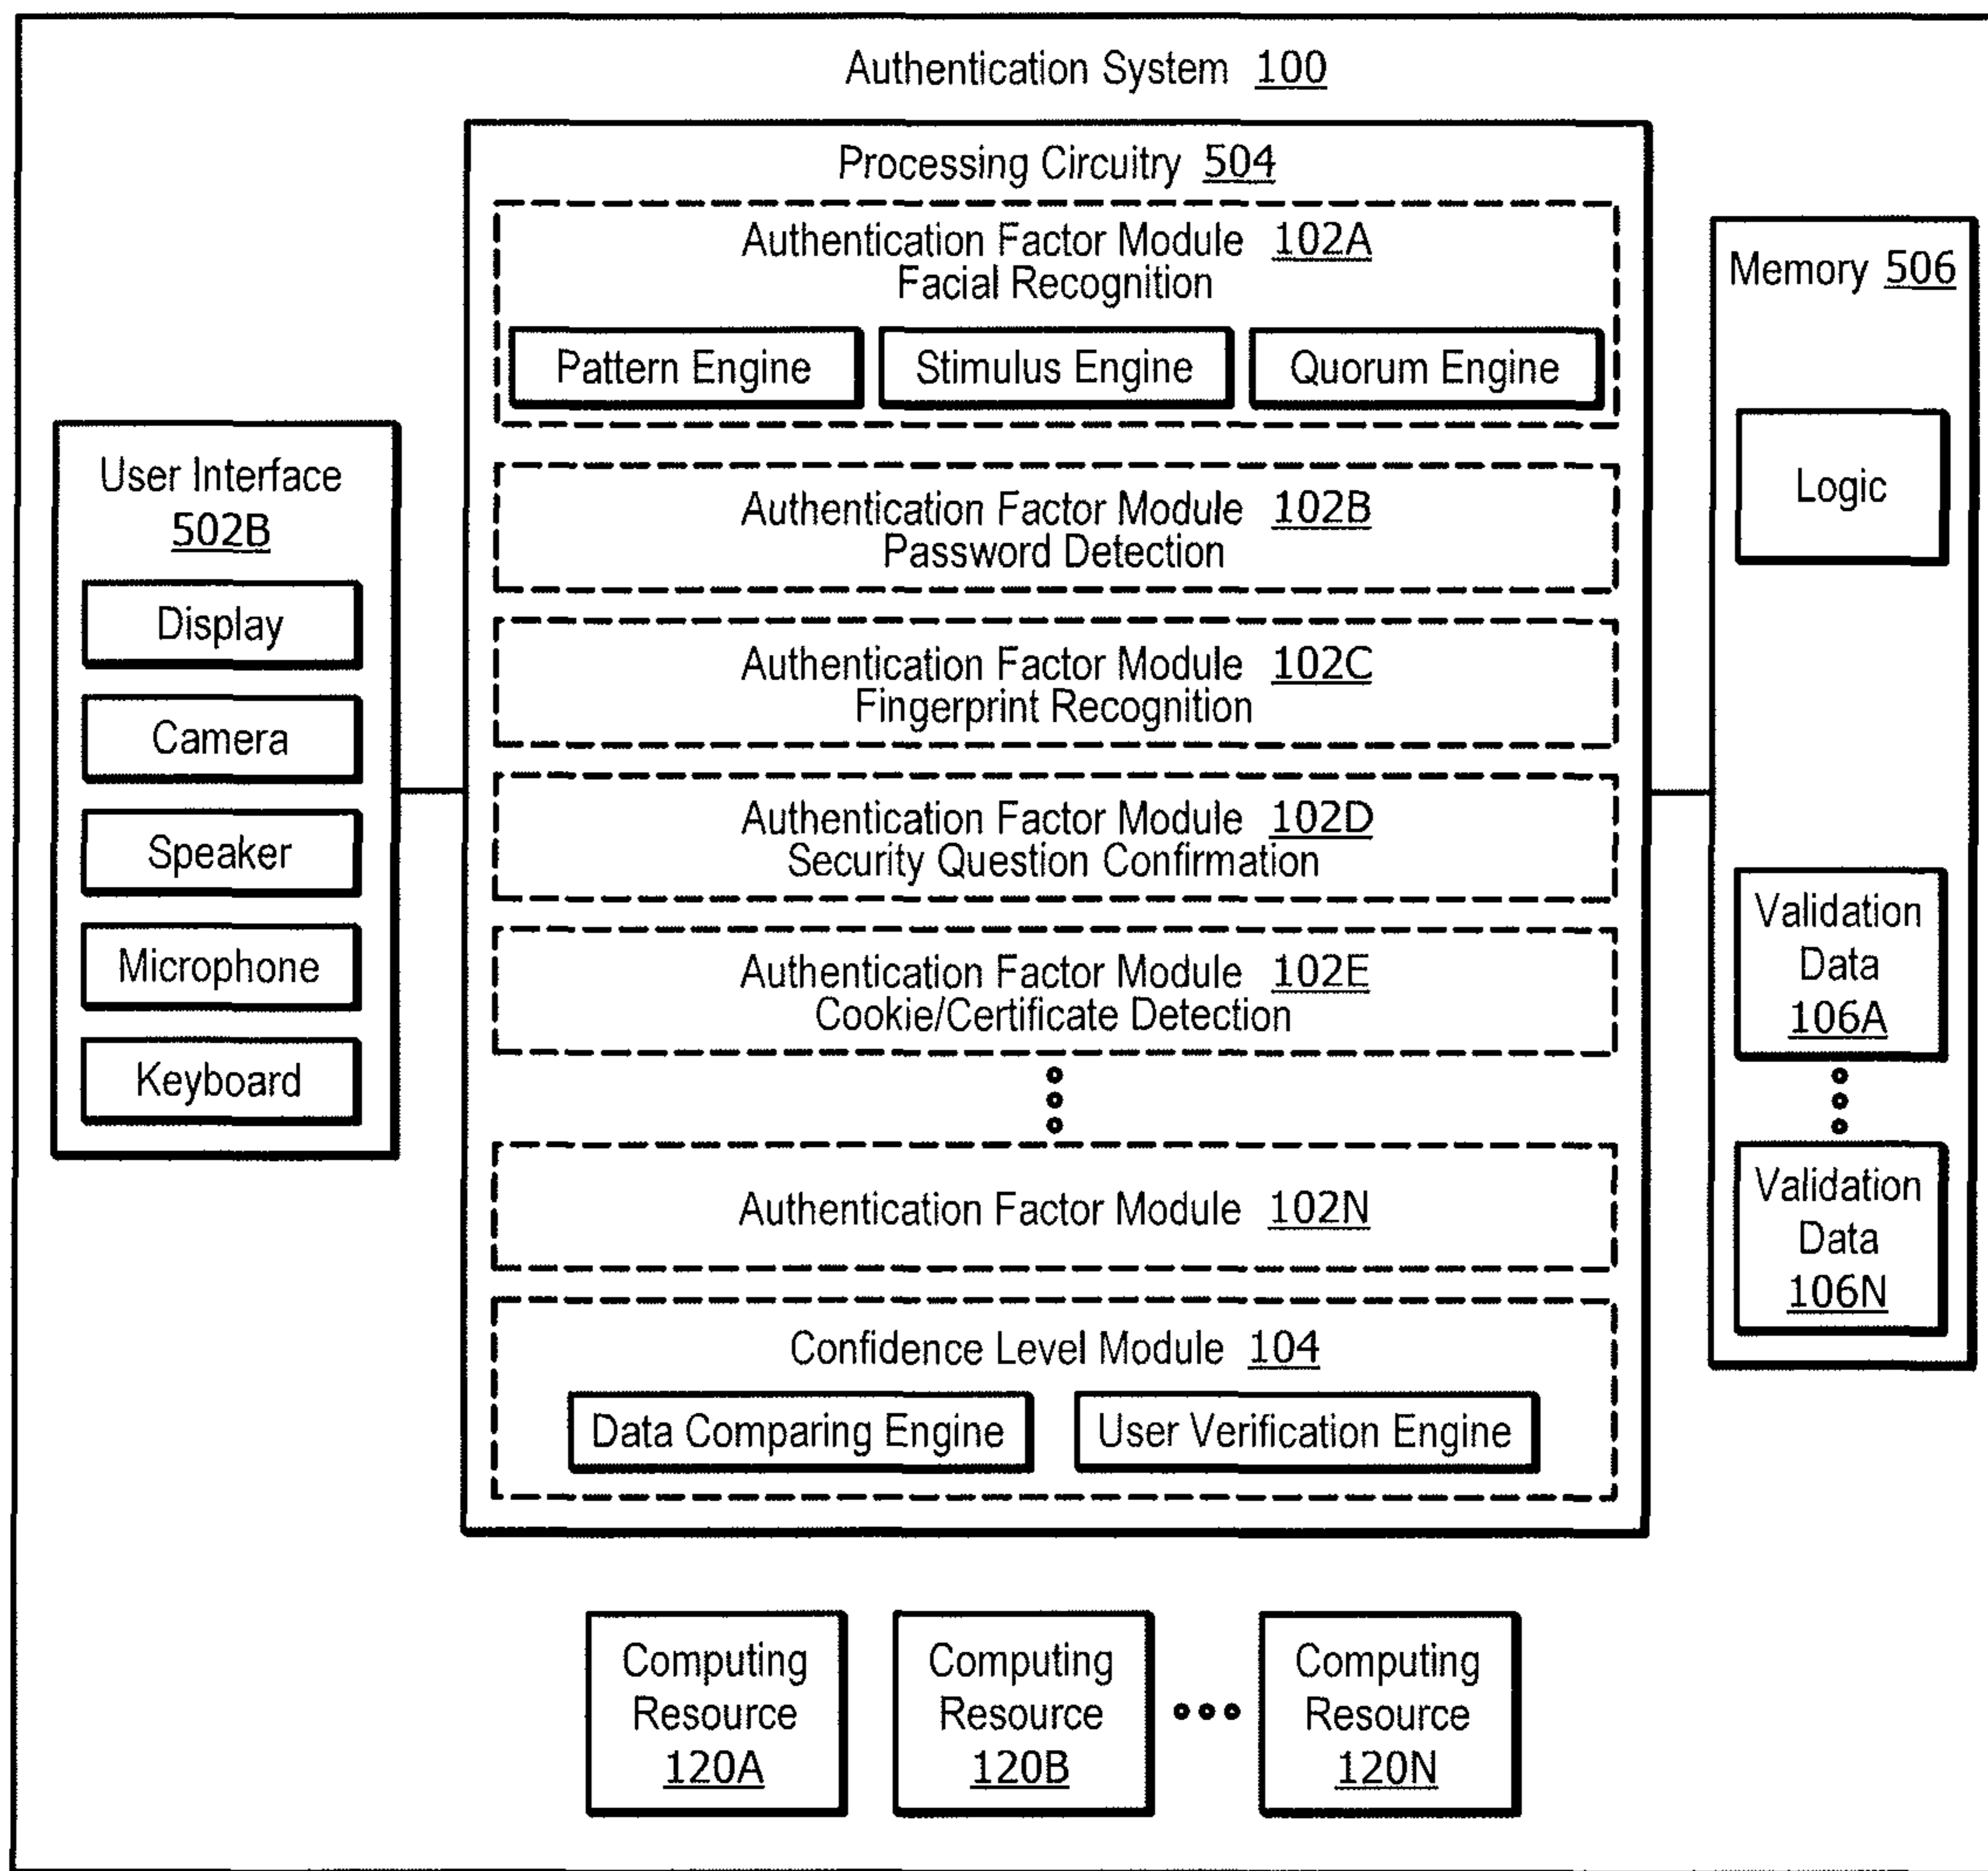 Authentication System 100
Processing Circuitry 504
Authentication Factor Module 102A
Facial Recognition
Pattern Engine
Stimulus Engine
Quorum Engine
Authentication Factor Module 102B
Password Detection
Authentication Factor Module 102C
Fingerprint Recognition
Authentication Factor Module 102D
Security Question Confirmation
Authentication Factor Module 102E
Cookie/Certificate Detection
Authentication Factor Module 102N
Confidence Level Module 104
Data Comparing Engine
User Verification Engine
User Interface
502B
Display
Camera
Speaker
Microphone
Keyboard
Memory 506
Logic
Validation
Data
106A
Validation
Data
106N
Computing
Resource
120A
Computing
Resource
120B
Computing
Resource
120N